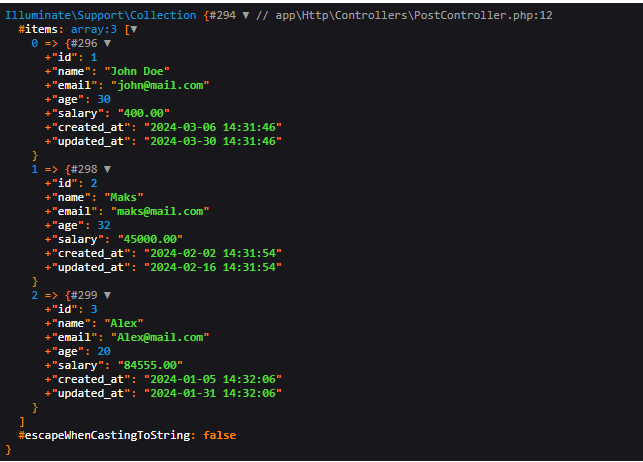 Illuminate\Support\Collection {#294 ▼ // app\Http\Controllers\PostController.php:12
#items: array:3 [▼
0 => {#296 ▼
+"id": 1
+"name": "John Doe"
+"email": "john@mail.com"
+"age": 30
+"salary": "400.00"
+"created_at": "2024-03-06 14:31:46"
+"updated_at": "2024-03-30 14:31:46"
}
1 => {#298 ▼
+"id": 2
+"name": "Maks"
+"email": "maks@mail.com"
+"age": 32
+"salary": "45000.00"
+"created_at": "2024-02-02 14:31:54"
+"updated_at": "2024-02-16 14:31:54"
}
2 => {#299 ▼
+"id": 3
+"name": "Alex"
+"email": "Alex@mail.com"
+"age": 20
+"salary": "84555.00"
+"created_at": "2024-01-05 14:32:06"
+"updated_at": "2024-01-31 14:32:06"
}
]
#escapeWhenCastingToString: false
}